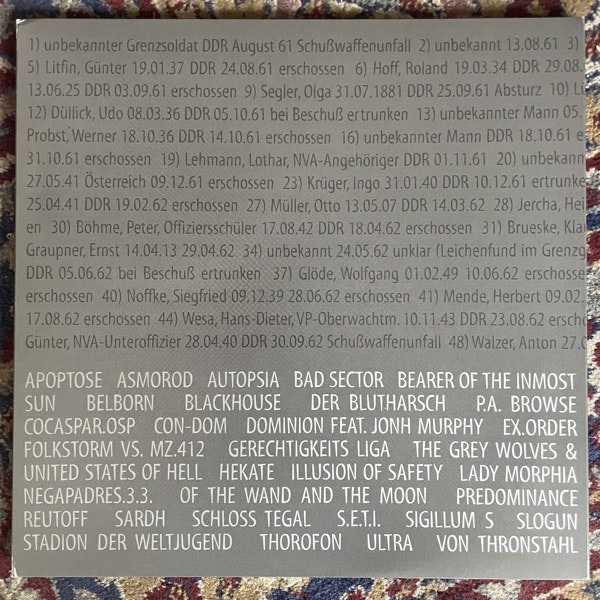 1) unbekannter Grenzsoldat DDR August 61 Schußwaffenunfall 2) unbekannt 13.08.61 3)
5) Litfin, Günter 19.01.37 DDR 24.08.61 erschossen 6) Hoff, Roland 19.03.34 DDR 29.08.
13.06.25 DDR 03.09.61 erschossen 9) Segler, Olga 31.07.1881 DDR 25.09.61 Absturz 10) Lu
12) Düllick, Udo 08.03.36 DDR 05.10.61 bei Beschuß ertrunken 13) unbekannter Mann 05.
Probst, Werner 18.10.36 DDR 14.10.61 erschossen 16) unbekannter Mann DDR 18.10.61 e
31.10.61 erschossen 19) Lehmann, Lothar, NVA-Angehöriger DDR 01.11.61 20) unbekann
27.05.41 Österreich 09.12.61 erschossen 23) Krüger, Ingo 31.01.40 DDR 10.12.61 ertrunke
25.04.41 DDR 19.02.62 erschossen 27) Müller, Otto 13.05.07 DDR 14.03.62 28) Jercha, Hei
en 30) Böhme, Peter, Offiziersschüler 17.08.42 DDR 18.04.62 erschossen 31) Brueske, Kla
Graupner, Ernst 14.04.13 29.04.62 34) unbekannt 24.05.62 unklar (Leichenfund im Grenzg
DDR 05.06.62 bei Beschuß ertrunken 37) Glöde, Wolfgang 01.02.49 10.06.62 erschosse
erschossen 40) Noffke, Siegfried 09.12.39 28.06.62 erschossen 41) Mende, Herbert 09.02.
17.08.62 erschossen 44) Wesa, Hans-Dieter, VP-Oberwachtm. 10.11.43 DDR 23.08.62 ersch
Günter, NVA-Unteroffizier 28.04.40 DDR 30.09.62 Schußwaffenunfall 48) Walzer, Anton 27.0
APOPTOSE ASMOROD AUTOPSIA BAD SECTOR BEARER OF THE INMOST
SUN BELBORN BLACKHOUSE DER BLUTHARSCH P.A. BROWSE
COCASPAR.OSP CON-DOM DOMINION FEAT. JONH MURPHY EX.ORDER
FOLKSTORM VS. MZ.412 GERECHTIGKEITS LIGA THE GREY WOLVES &
UNITED STATES OF HELL HEKATE ILLUSION OF SAFETY LADY MORPHIA
NEGAPADRES.3.3. OF THE WAND AND THE MOON PREDOMINANCE
REUTOFF SARDH SCHLOSS TEGAL S.E.T.I. SIGILLUM S SLOGUN
STADION DER WELTJUGEND THOROFON ULTRA VON THRONSTAHL